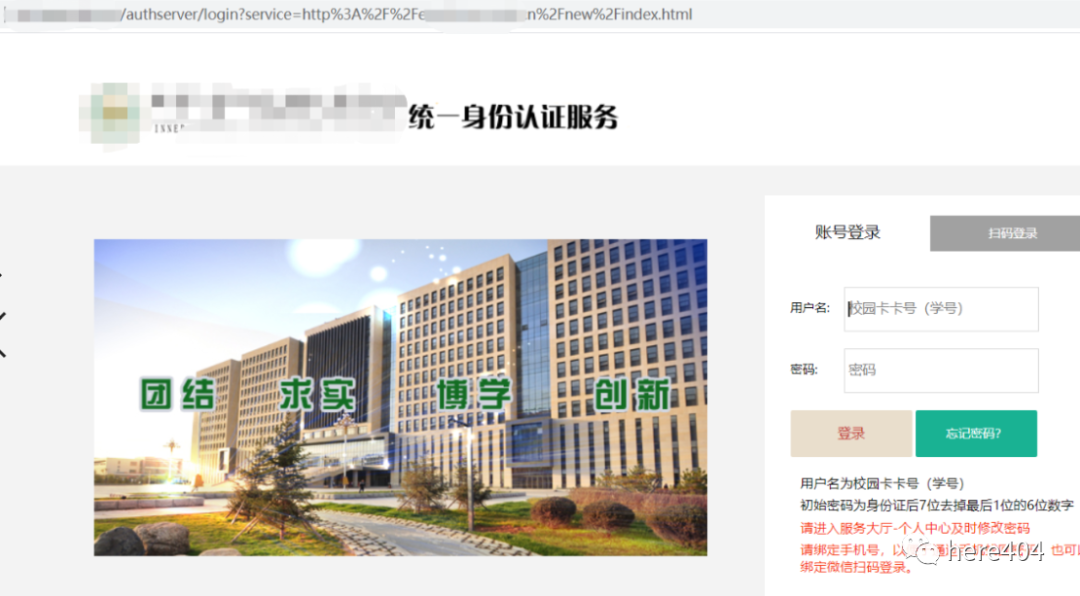 /authserver/login?service=http%3A%2F%2Fe
n%2Fnew%2Findex.html
统一身份认证服务
账号登录
扫码登录
团结 求实 博学 创新
用户名: 校园卡卡号（学号）
密码: 密码
登录
忘记密码?
用户名为校园卡卡号（学号）
初始密码为身份证后7位去掉最后1位的6位数字
请进入服务大厅-个人中心及时修改密码
请绑定手机号，以 也可以
绑定微信扫码登录。
here404